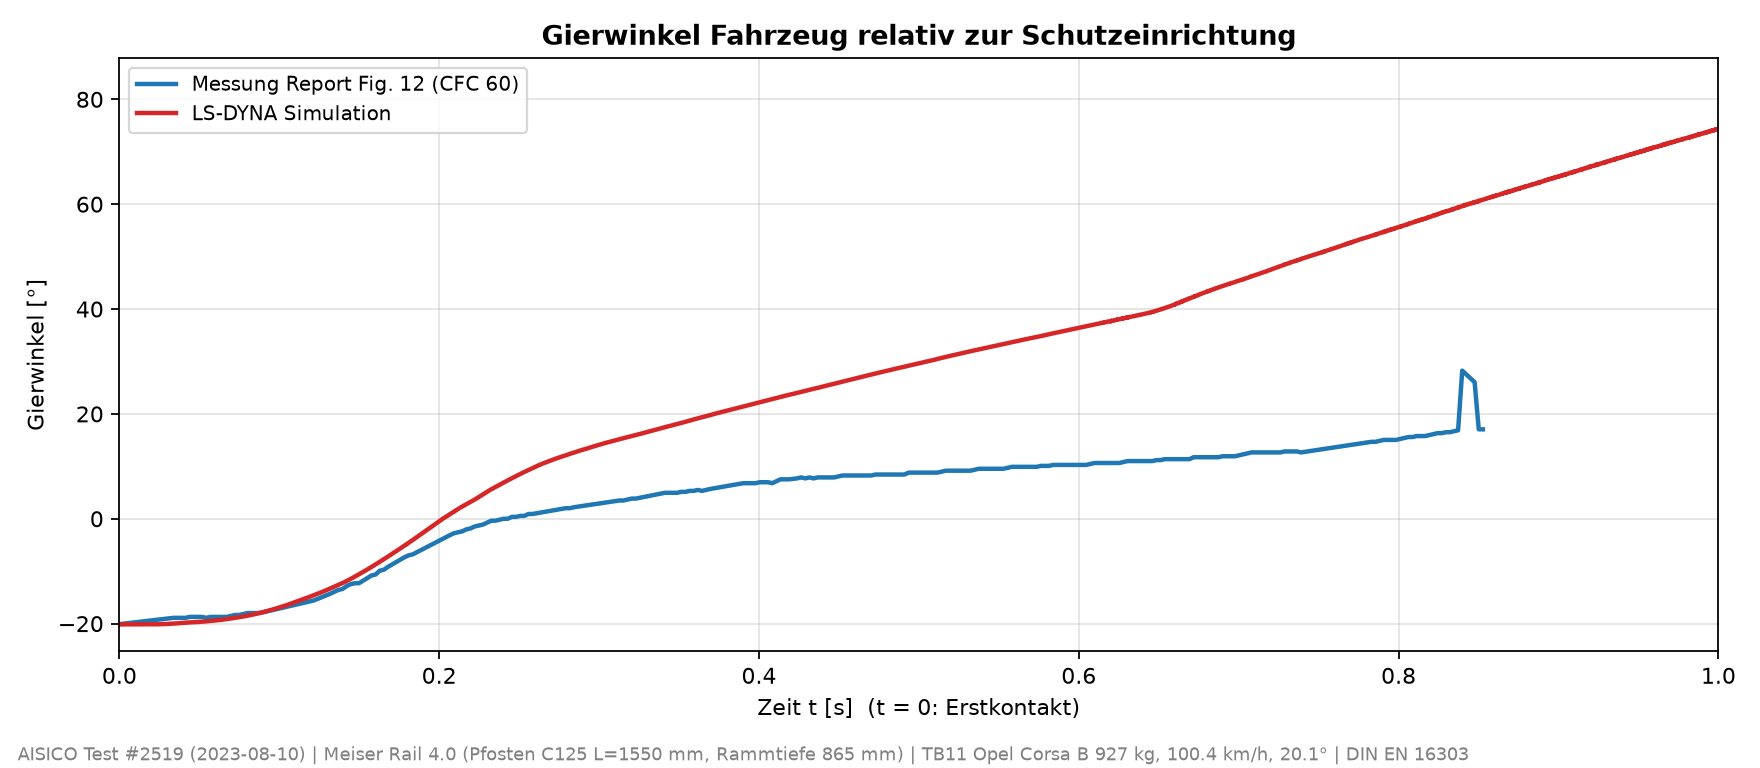 Gierwinkel Fahrzeug relativ zur Schutzeinrichtung
Messung Report Fig. 12 (CFC 60)
LS-DYNA Simulation
80
60
40
20
0
−20
Gierwinkel [°]
0.0 0.2 0.4 0.6 0.8 1.0
Zeit t [s]  (t = 0: Erstkontakt)
AISICO Test #2519 (2023-08-10) | Meiser Rail 4.0 (Pfosten C125 L=1550 mm, Rammtiefe 865 mm) | TB11 Opel Corsa B 927 kg, 100.4 km/h, 20.1° | DIN EN 16303